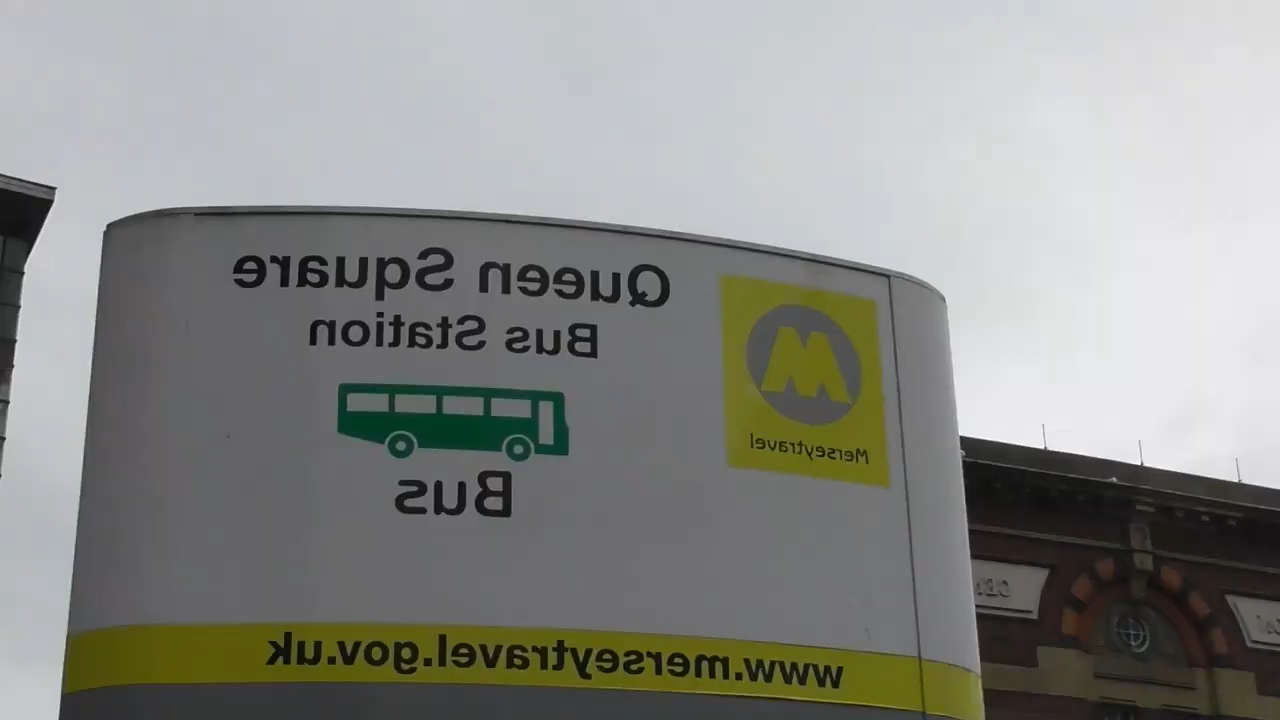 Queen Square
Bus Station
Bus
Merseytravel
www.merseytravel.gov.uk